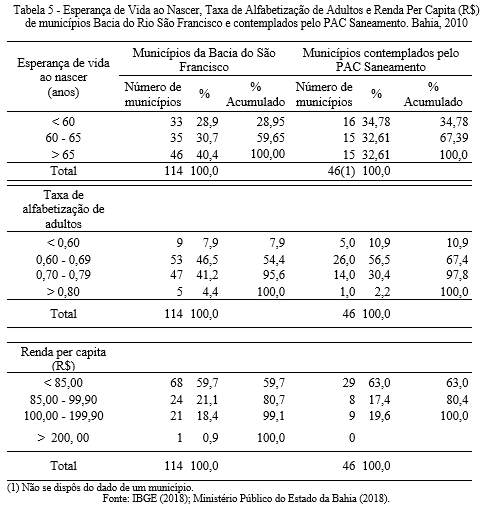 Tabela 5 - Esperança de Vida ao Nascer, Taxa de Alfabetização de Adultos e Renda Per Capita (R$)
de municípios Bacia do Rio São Francisco e contemplados pelo PAC Saneamento. Bahia, 2010
Esperança de vida ao nascer (anos) Municípios da Bacia do São Francisco Municípios contemplados pelo PAC Saneamento
Número de municípios % % Acumulado Número de municípios % % Acumulado
< 60 33 28,9 28,95 16 34,78 34,78
60 - 65 35 30,7 59,65 15 32,61 67,39
> 65 46 40,4 100,00 15 32,61 100,0
Total 114 100,0 46(1) 100,0
Taxa de
alfabetização de
adultos
< 0,60 9 7,9 7,9 5,0 10,9 10,9
0,60 - 0,69 53 46,5 54,4 26,0 56,5 67,4
0,70 - 0,79 47 41,2 95,6 14,0 30,4 97,8
> 0,80 5 4,4 100,0 1,0 2,2 100,0
Total 114 100,0 46 100,0
Renda per capita
(R$)
< 85,00 68 59,7 59,7 29 63,0 63,0
85,00 - 99,90 24 21,1 80,7 8 17,4 80,4
100,00 - 199,90 21 18,4 99,1 9 19,6 100,0
> 200, 00 1 0,9 100,0 0
Total 114 100,0 46 100,0
(1) Não se dispôs do dado de um município.
Fonte: IBGE (2018); Ministério Público do Estado da Bahia (2018).